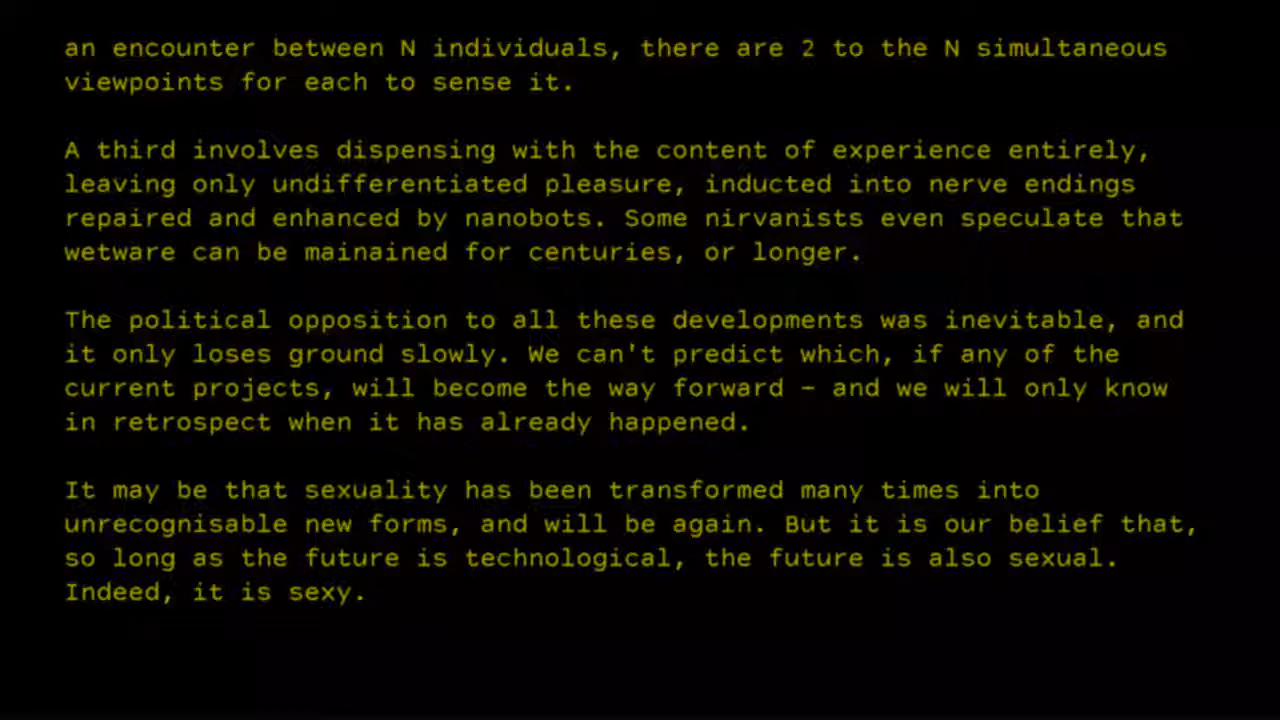 an encounter between N individuals, there are 2 to the N simultaneous
viewpoints for each to sense it.
A third involves dispensing with the content of experience entirely,
leaving only undifferentiated pleasure, inducted into nerve endings
repaired and enhanced by nanobots. Some nirvanists even speculate that
wetware can be mainained for centuries, or longer.
The political opposition to all these developments was inevitable, and
it only loses ground slowly. We can't predict which, if any of the
current projects, will become the way forward – and we will only know
in retrospect when it has already happened.
It may be that sexuality has been transformed many times into
unrecognisable new forms, and will be again. But it is our belief that,
so long as the future is technological, the future is also sexual.
Indeed, it is sexy.